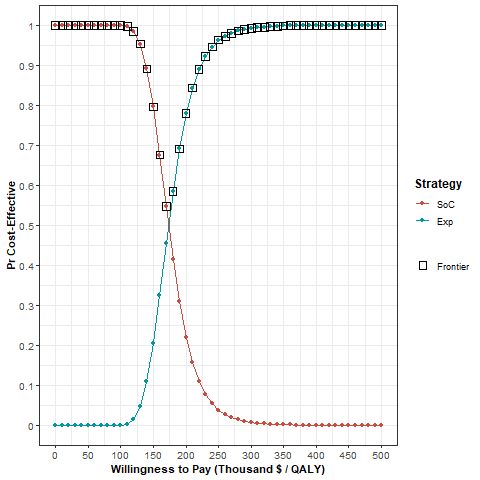 1
0.9
0.8
0.7
0.6
0.5
0.4
0.3
0.2
0.1
0
Pr Cost-Effective
0 50 100 150 200 250 300 350 400 450 500
Willingness to Pay (Thousand $ / QALY)
Strategy
SoC
Exp
Frontier